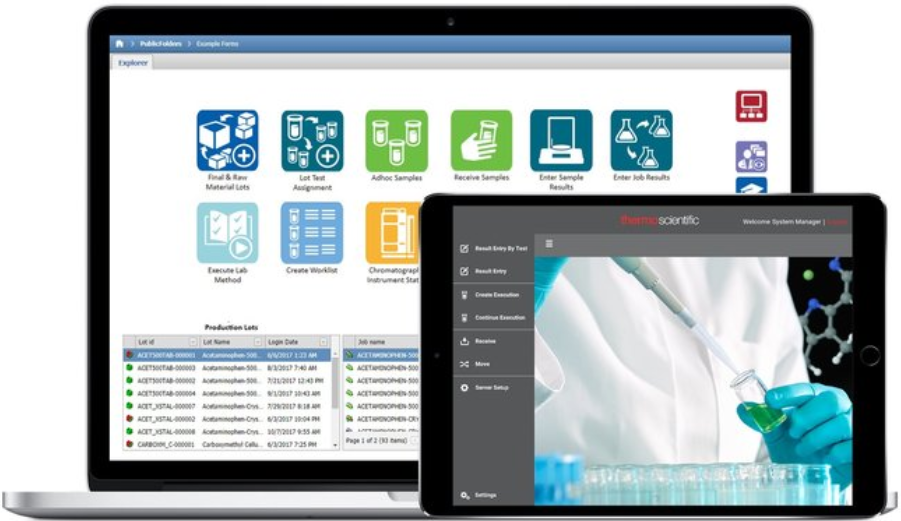 PublicFolders > Example Forms
Explorer
Final & Raw
Material Lots
Lot Test
Assignment
Adhoc Samples
Receive Samples
Enter Sample
Results
Enter Job Results
Execute Lab
Method
Create Worklist
Chromatograph
Instrument Stat
Production Lots
Lot id Lot Name Login Date
ACET500TAB-000001 Acetaminophen-500... 6/6/2017 1:23 AM
ACET500TAB-000003 Acetaminophen-500... 8/3/2017 7:40 AM
ACET500TAB-000002 Acetaminophen-500... 7/21/2017 12:43 PM
ACET500TAB-000004 Acetaminophen-500... 9/1/2017 10:43 AM
ACET_XSTAL-000007 Acetaminophen-Crys... 7/29/2017 8:18 AM
ACET_XSTAL-000002 Acetaminophen-Crys... 6/3/2017 10:04 PM
ACET_XSTAL-000008 Acetaminophen-Crys... 10/7/2017 9:55 AM
CARBOXM_C-000001 Carboxymethyl Cellu... 6/3/2017 7:25 PM
Job name
ACETAMINOPHEN-500
ACETAMINOPHEN-500
ACETAMINOPHEN-500
ACETAMINOPHEN-500
ACETAMINOPHEN-500
ACETAMINOPHEN-CRY
Page 1 of 2 (93 items)
thermo scientific
Welcome System Manager |
Result Entry By Test
Result Entry
Create Execution
Continue Execution
Receive
Move
Server Setup
Settings